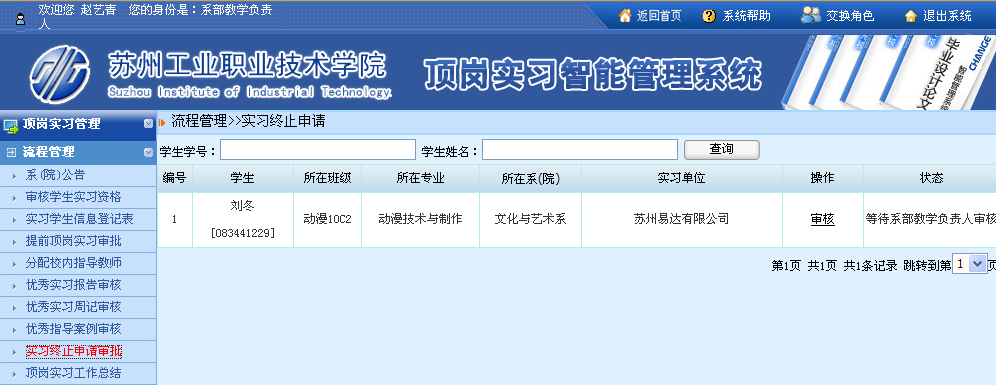 欢迎您 赵艺青 您的身份是：系部教学负责
人
返回首页 系统帮助 交换角色 退出系统
苏州工业职业技术学院
Suzhou Institute of Industrial Technology.
顶岗实习智能管理系统
毕业设计论文
智能管理系统
CHANGE
顶岗实习管理
流程管理
系(院)公告
审核学生实习资格
实习学生信息登记表
提前顶岗实习审批
分配校内指导教师
优秀实习报告审核
优秀实习周记审核
优秀指导案例审核
实习终止申请审批
顶岗实习工作总结
流程管理>>实习终止申请
学生学号： 学生姓名： 查询
编号 学生 所在班级 所在专业 所在系(院) 实习单位 操作 状态
1 刘冬 [083441229] 动漫10C2 动漫技术与制作 文化与艺术系 苏州易达有限公司 审核 等待系部教学负责人审核
第1页 共1页 共1条记录 跳转到第 1 页